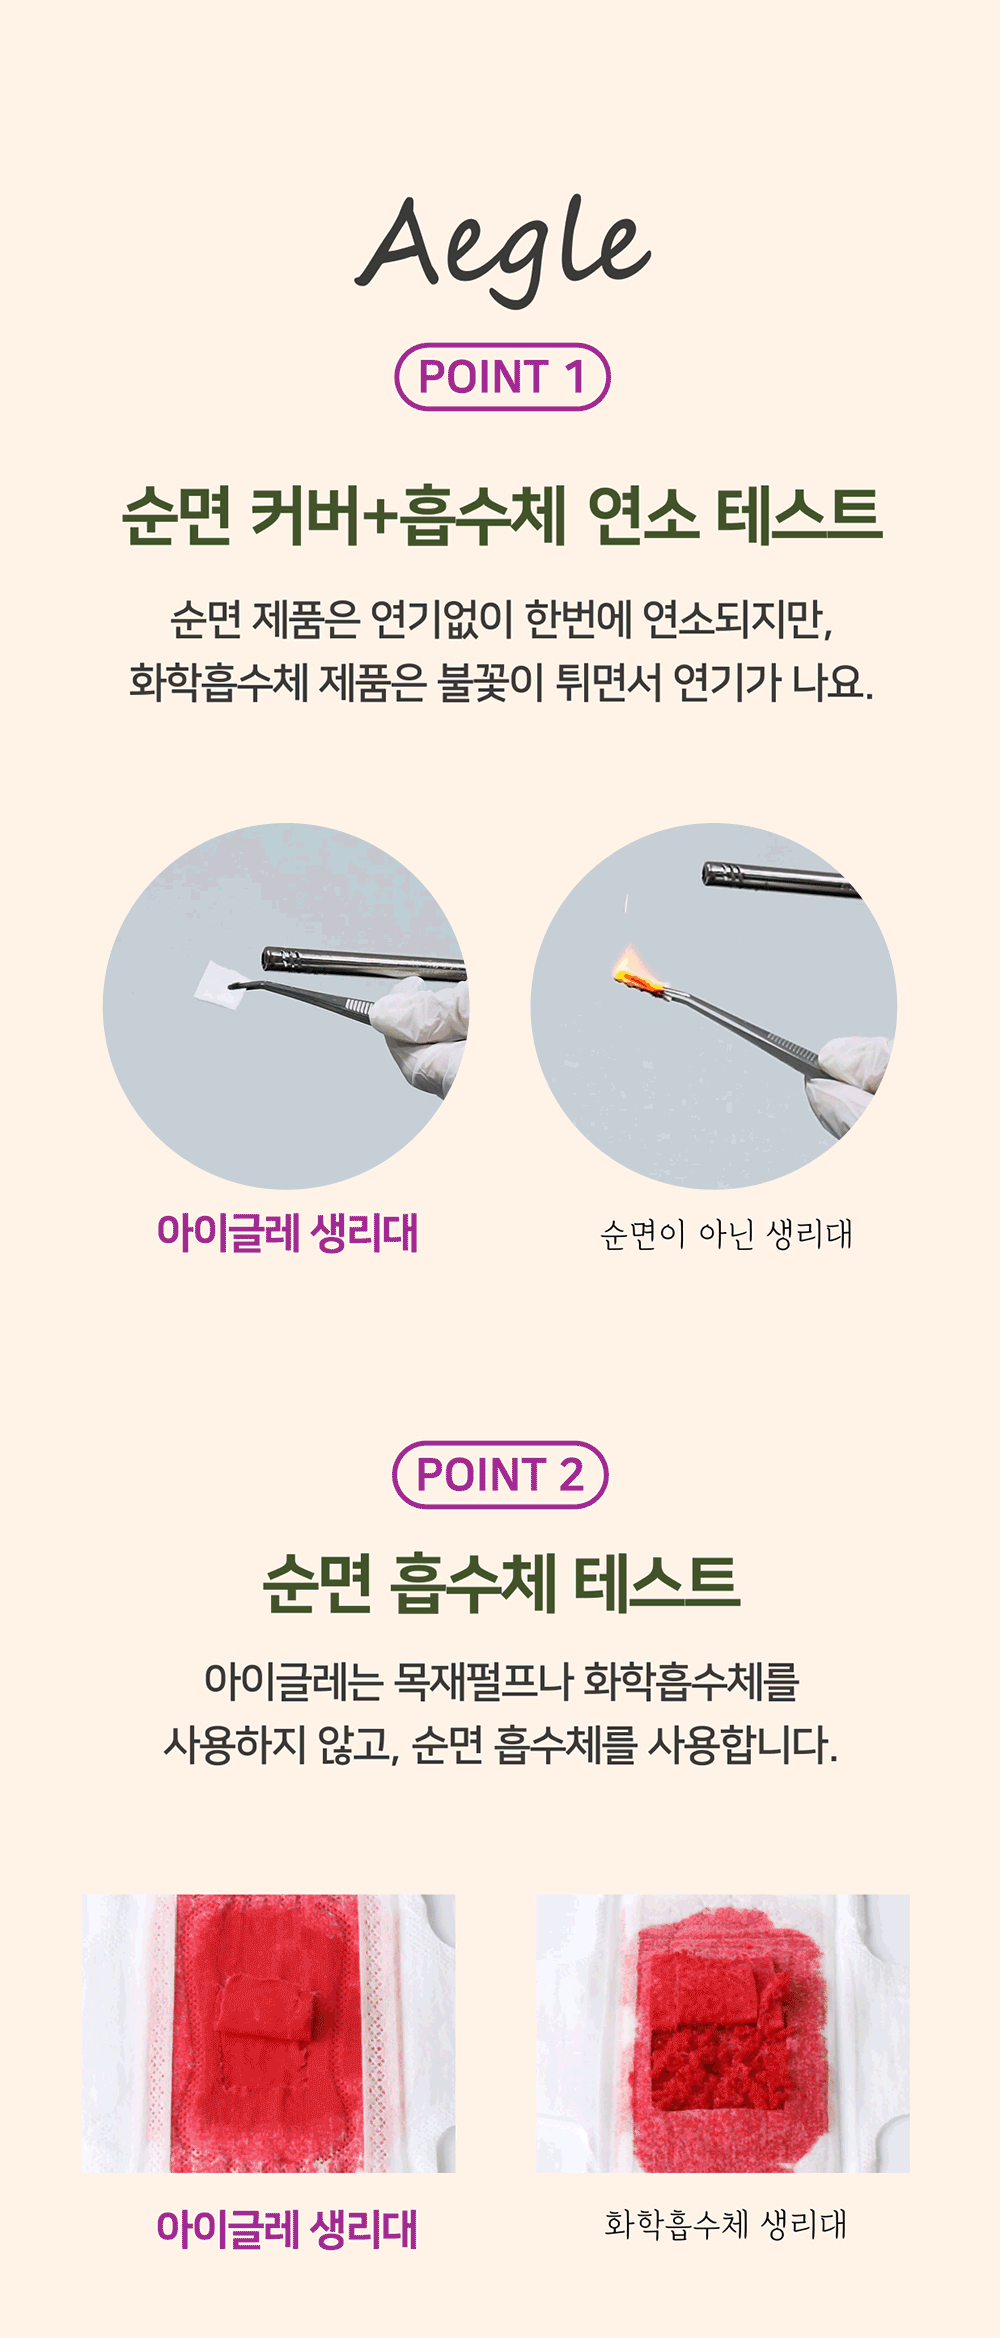 Aegle
POINT 1
순면 커버+흡수체 연소 테스트
순면 제품은 연기없이 한번에 연소되지만,
화학흡수체 제품은 불꽃이 튀면서 연기가 나요.
아이글레 생리대
순면이 아닌 생리대
POINT 2
순면 흡수체 테스트
아이글레는 목재펄프나 화학흡수체를
사용하지 않고, 순면 흡수체를 사용합니다.
아이글레 생리대
화학흡수체 생리대